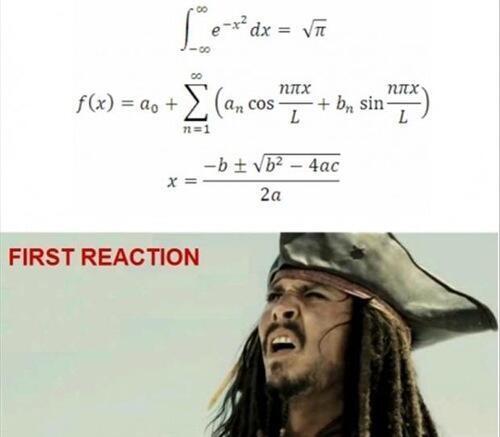 ∫_{-∞}^{∞} e^{-x²} dx = √π
f(x) = a₀ + ∑_{n=1}^{∞} (aₙ cos nπx/L + bₙ sin nπx/L)
x = (-b ± √(b² − 4ac))/2a
FIRST REACTION